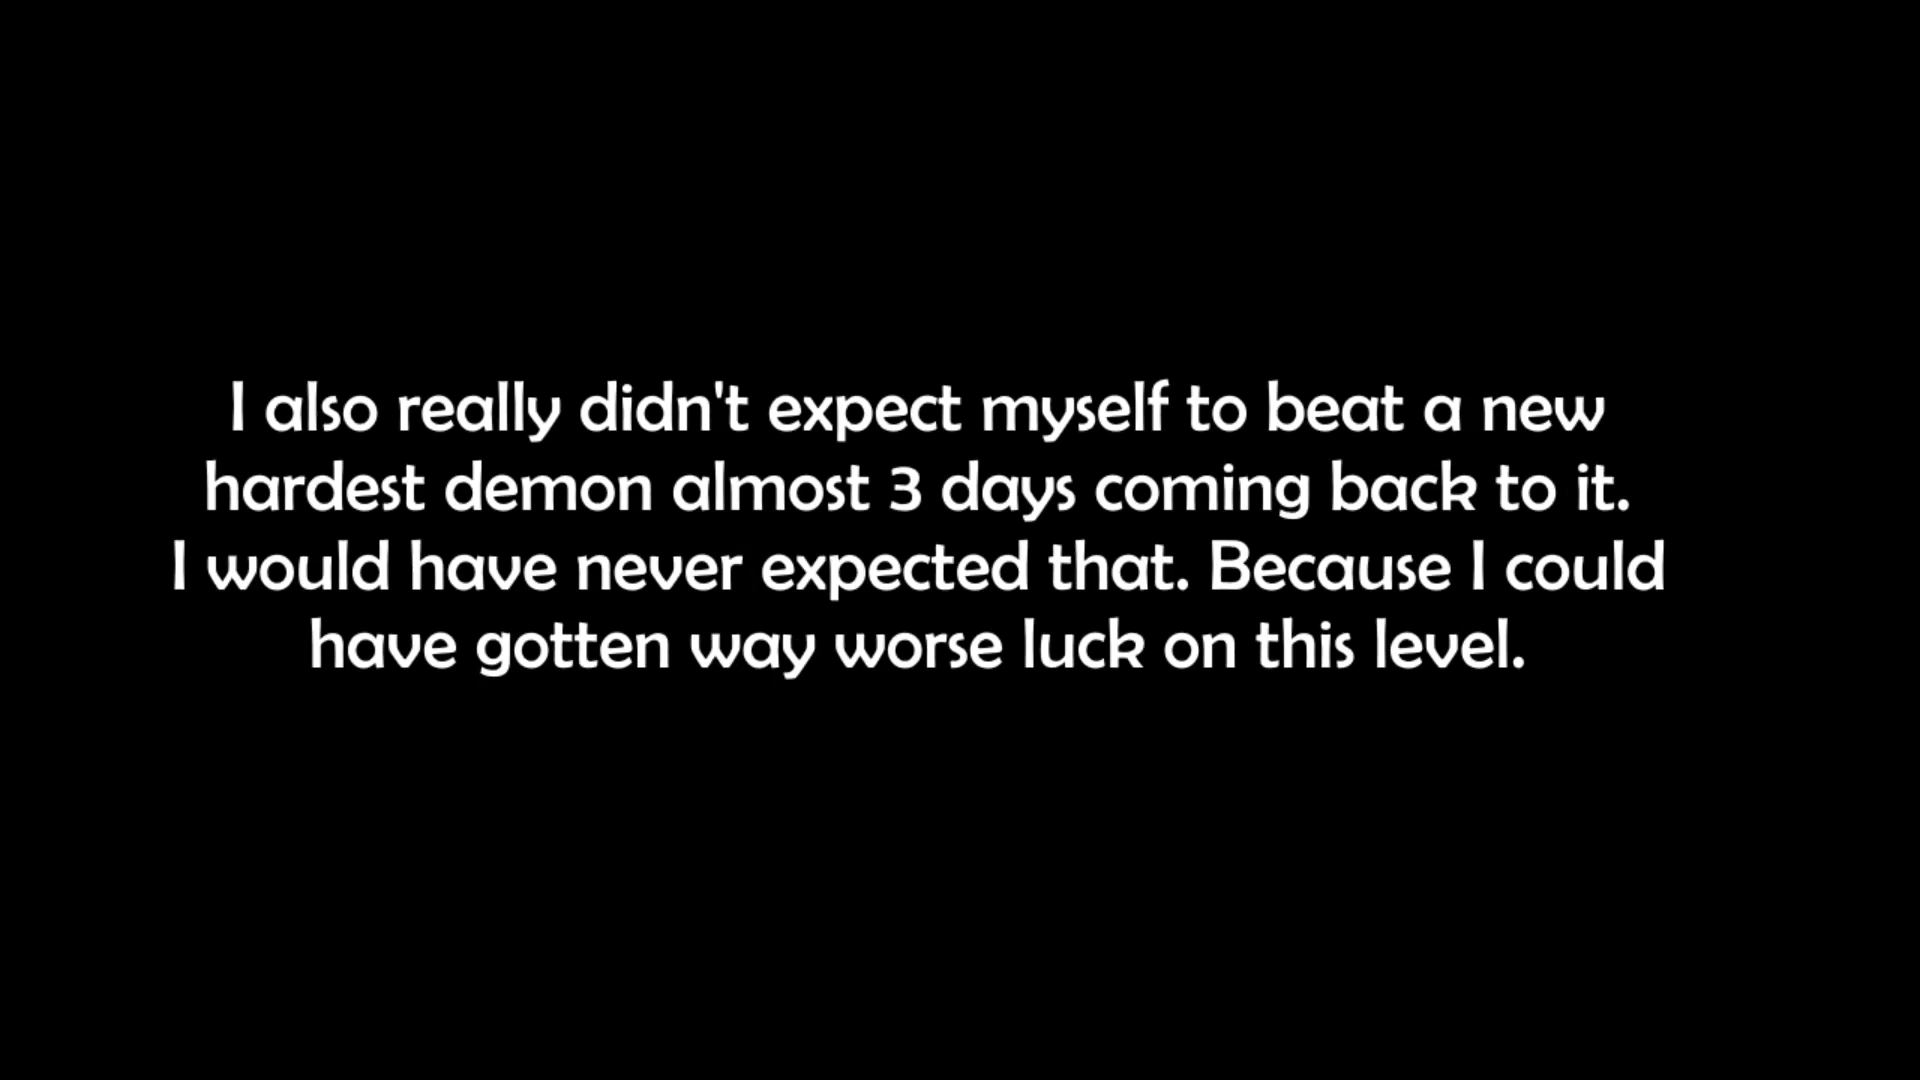 I also really didn't expect myself to beat a new
hardest demon almost 3 days coming back to it.
I would have never expected that. Because I could
have gotten way worse luck on this level.